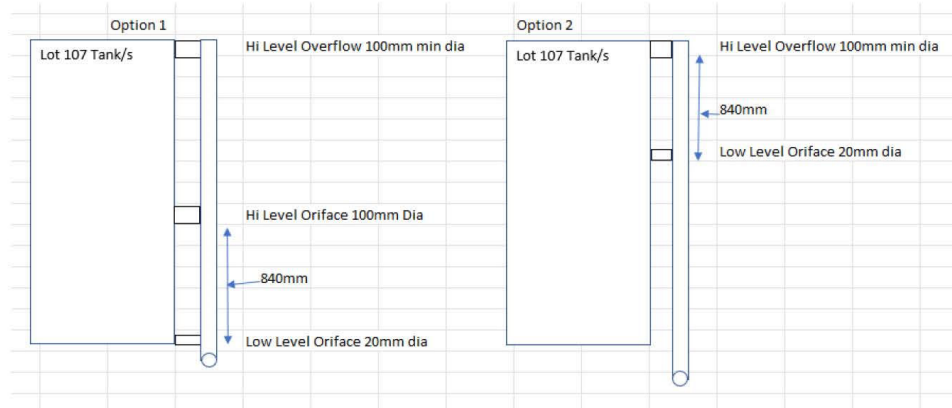 Option 1
Lot 107 Tank/s
Hi Level Overflow 100mm min dia
Hi Level Oriface 100mm Dia
840mm
Low Level Oriface 20mm dia
Option 2
Lot 107 Tank/s
Hi Level Overflow 100mm min dia
840mm
Low Level Oriface 20mm dia